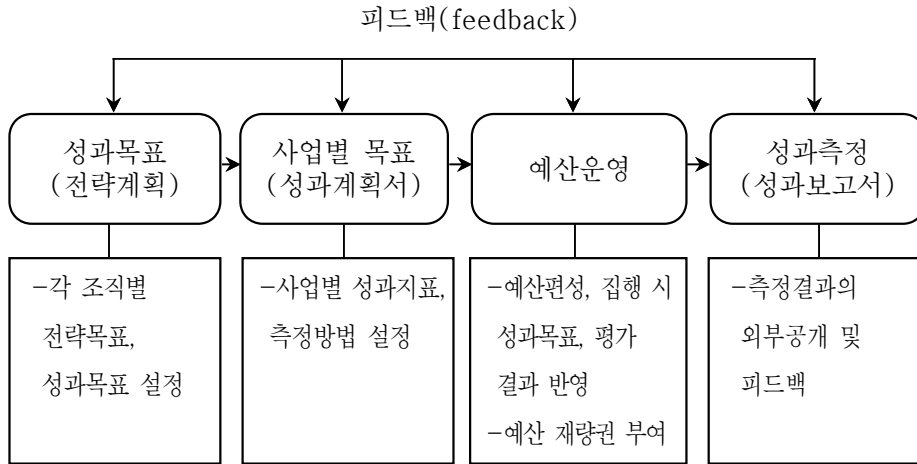 피드백(feedback)
성과목표
(전략계획)
사업별 목표
(성과계획서)
예산운영
성과측정
(성과보고서)
-각 조직별
전략목표,
성과목표 설정
-사업별 성과지표,
측정방법 설정
-예산편성, 집행 시
성과목표, 평가
결과 반영
-예산 재량권 부여
-측정결과의
외부공개 및
피드백